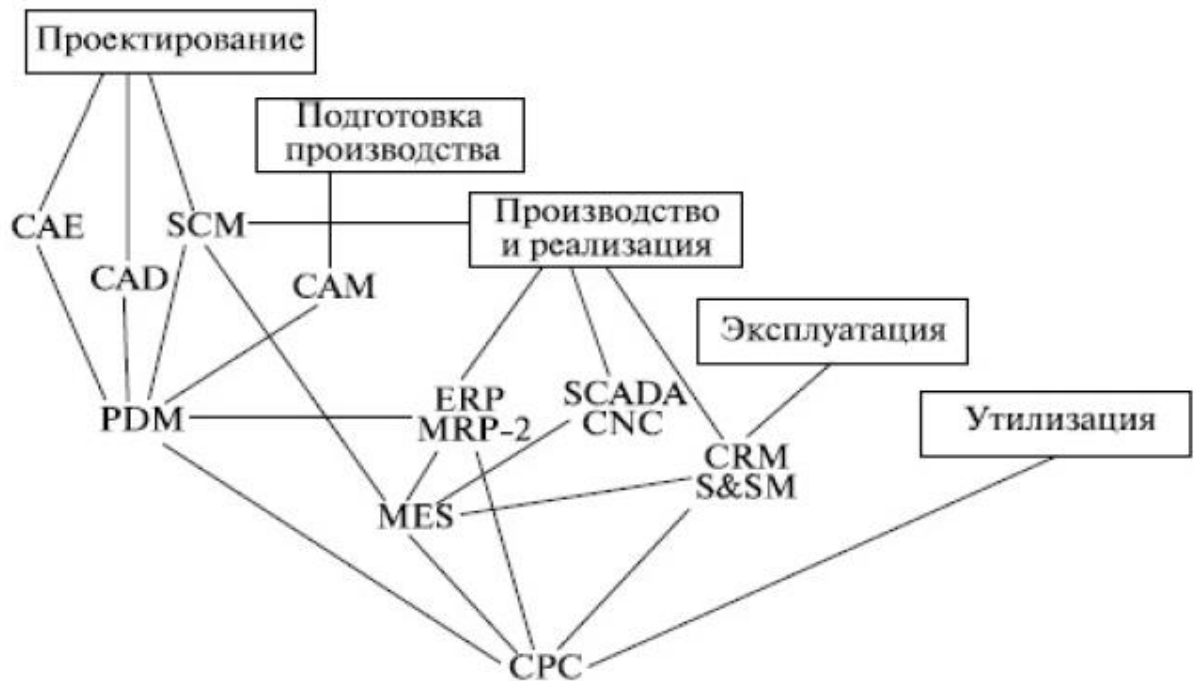 Проектирование
Подготовка
производства
CAE
SCM
Производство
и реализация
CAD
CAM
Эксплуатация
PDM
ERP
MRP-2
SCADA
CNC
Утилизация
CRM
S&SM
MES
CPC